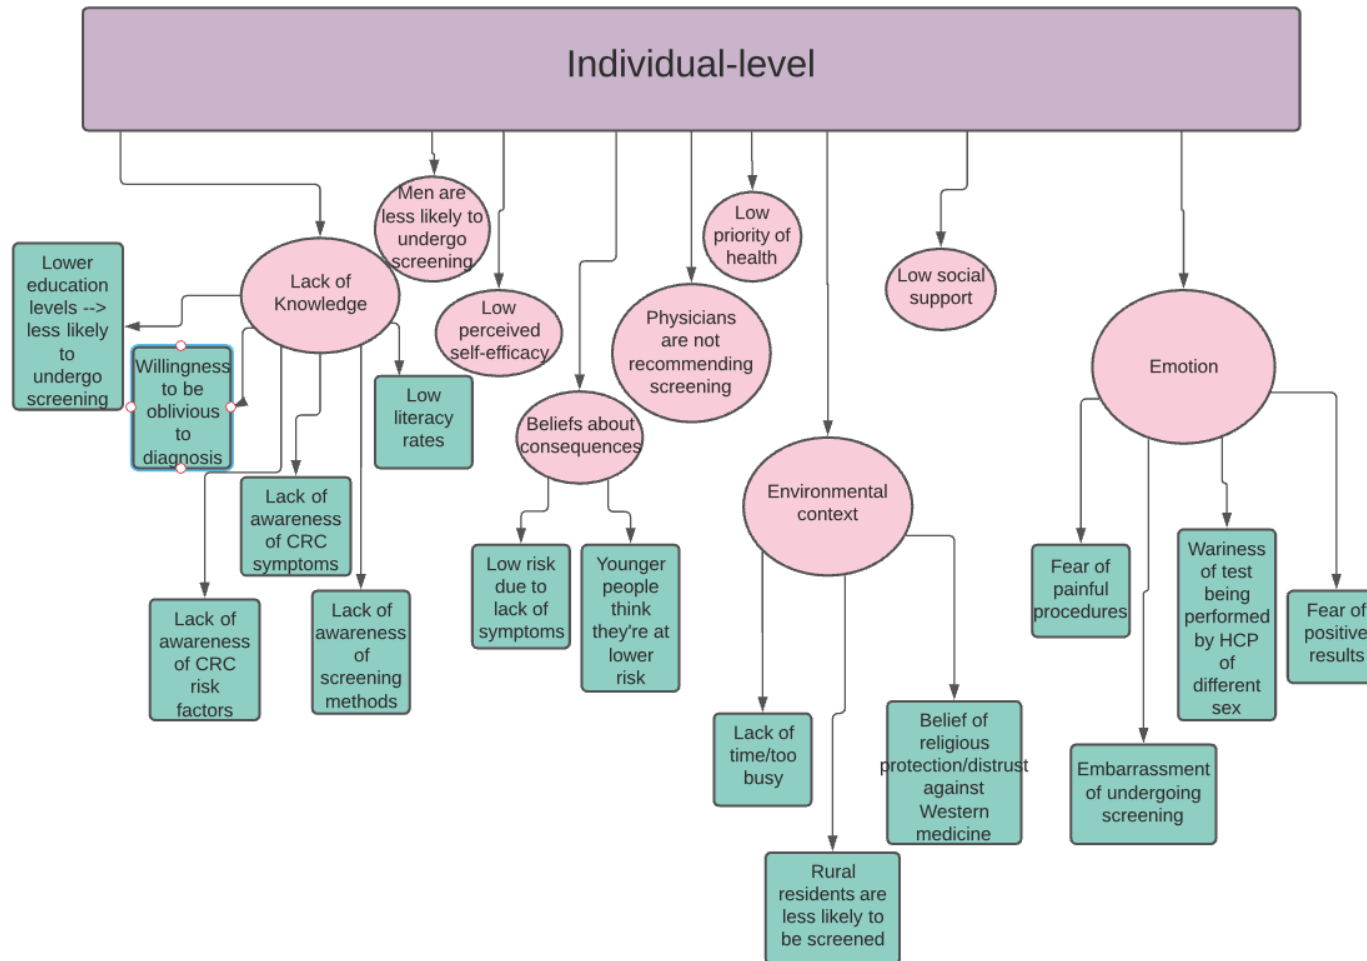 Individual-level
Men are
less likely to
undergo
screening
Low
priority of
health
Lower
education
levels -->
less likely
to
undergo
screening
Lack of
Knowledge
Low social
support
Low
perceived
self-efficacy
Physicians
are not
recommending
screening
Emotion
Willingness
to be
oblivious
to
diagnosis
Low
literacy
rates
Beliefs about
consequences
Environmental
context
Lack of
awareness
of CRC
symptoms
Low risk
due to
lack of
symptoms
Younger
people
think
they're at
lower
risk
Fear of
painful
procedures
Wariness
of test
being
performed
by HCP
of
different
sex
Fear of
positive
results
Lack of
awareness
of CRC
risk
factors
Lack of
awareness
of
screening
methods
Lack of
time/too
busy
Belief of
religious
protection/distrust
against
Western
medicine
Embarrassment
of undergoing
screening
Rural
residents are
less likely to
be screened